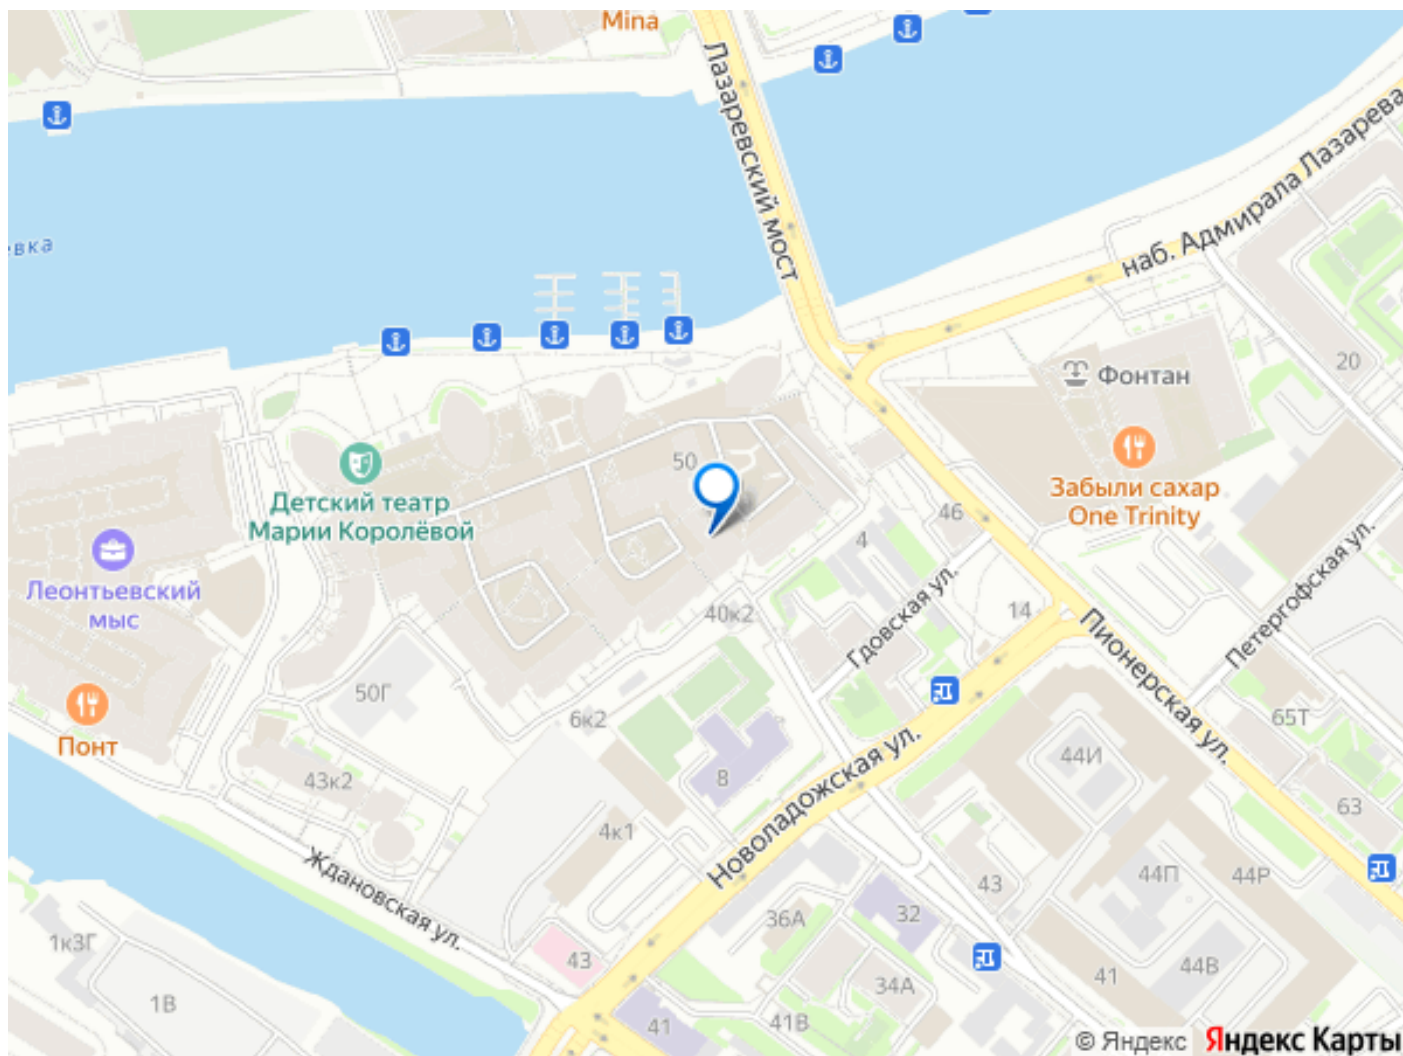 Mina
Лазаревский мост
наб. Адмирала Лазарева
евка
Фонтан
20
50
Забыли сахар
One Trinity
Детский театр
Марии Королёвой
46
4
Леонтьевский
мыс
Гдовская ул.
Петергофская ул.
40к2
14
Пионерская ул.
50Г
6к2
65Т
Понт
44И
43к2
8
63
4к1
Новоладожская ул.
Ждановская ул.
44П
44Р
43
36А
32
1к3Г
43
41
44В
34А
1В
41
41В
© Яндекс
Яндекс Карты